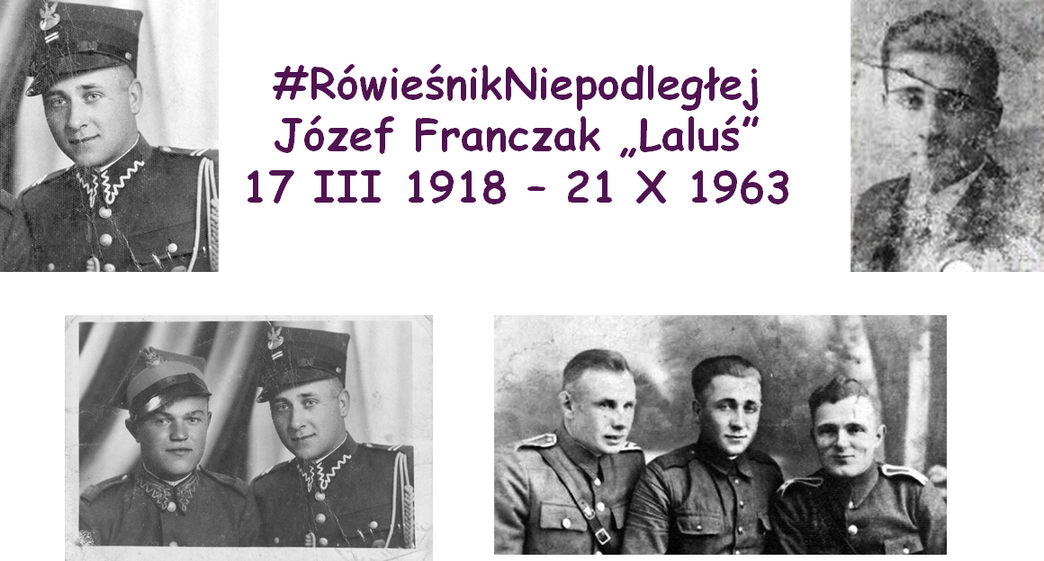 #RówieśnikNiepodległej
Józef Franczak „Laluś”
17 III 1918 – 21 X 1963